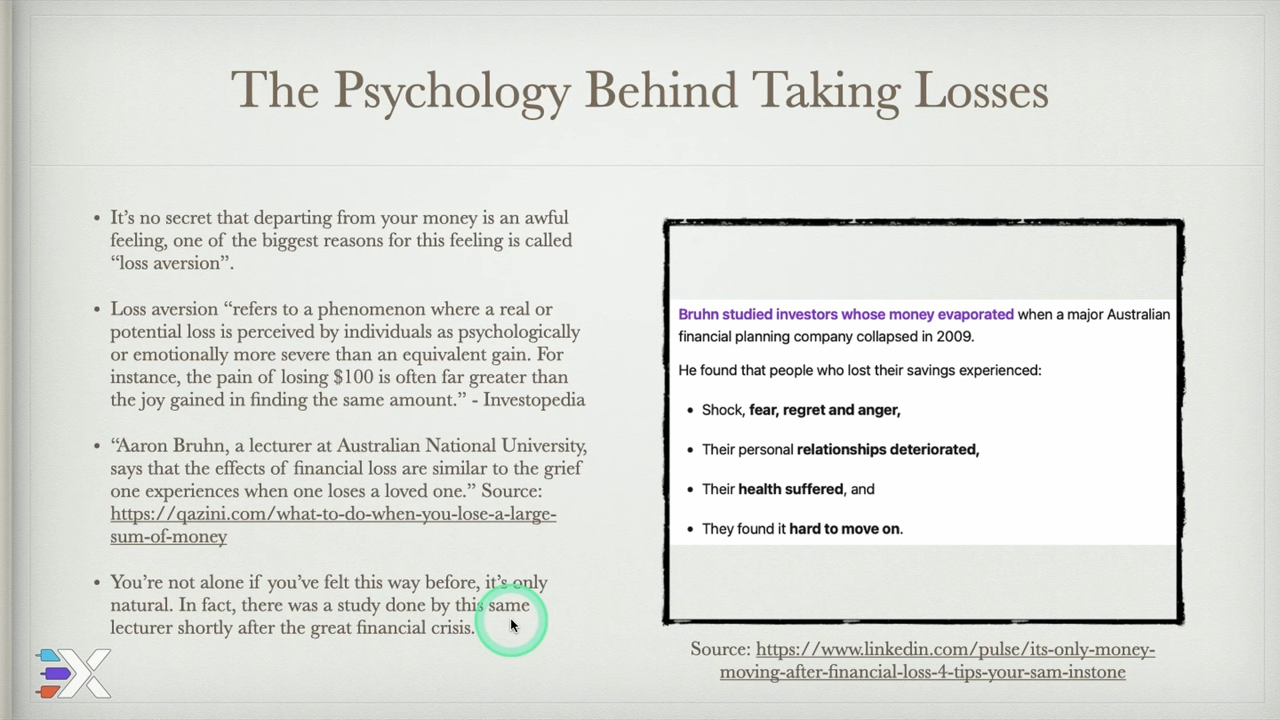 The Psychology Behind Taking Losses
• It’s no secret that departing from your money is an awful
feeling, one of the biggest reasons for this feeling is called
“loss aversion”.
• Loss aversion “refers to a phenomenon where a real or
potential loss is perceived by individuals as psychologically
or emotionally more severe than an equivalent gain. For
instance, the pain of losing $100 is often far greater than
the joy gained in finding the same amount.” - Investopedia
• “Aaron Bruhn, a lecturer at Australian National University,
says that the effects of financial loss are similar to the grief
one experiences when one loses a loved one.” Source:
https://qazini.com/what-to-do-when-you-lose-a-large-
sum-of-money
• You’re not alone if you’ve felt this way before, it’s only
natural. In fact, there was a study done by this same
lecturer shortly after the great financial crisis.
Bruhn studied investors whose money evaporated when a major Australian
financial planning company collapsed in 2009.
He found that people who lost their savings experienced:
• Shock, fear, regret and anger,
• Their personal relationships deteriorated,
• Their health suffered, and
• They found it hard to move on.
Source: https://www.linkedin.com/pulse/its-only-money-
moving-after-financial-loss-4-tips-your-sam-instone
X